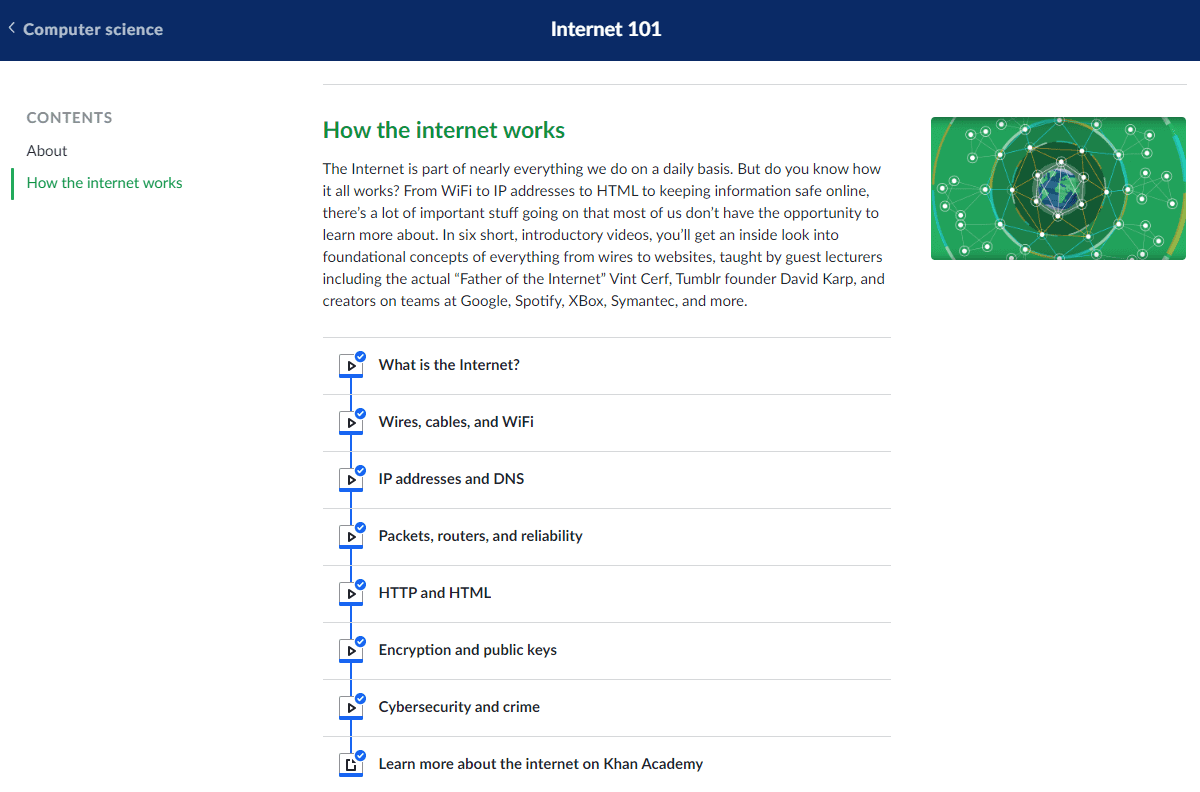 Computer science
Internet 101
CONTENTS
About
How the internet works
How the internet works
The Internet is part of nearly everything we do on a daily basis. But do you know how
it all works? From WiFi to IP addresses to HTML to keeping information safe online,
there’s a lot of important stuff going on that most of us don’t have the opportunity to
learn more about. In six short, introductory videos, you’ll get an inside look into
foundational concepts of everything from wires to websites, taught by guest lecturers
including the actual “Father of the Internet” Vint Cerf, Tumblr founder David Karp, and
creators on teams at Google, Spotify, XBox, Symantec, and more.
What is the Internet?
Wires, cables, and WiFi
IP addresses and DNS
Packets, routers, and reliability
HTTP and HTML
Encryption and public keys
Cybersecurity and crime
Learn more about the internet on Khan Academy